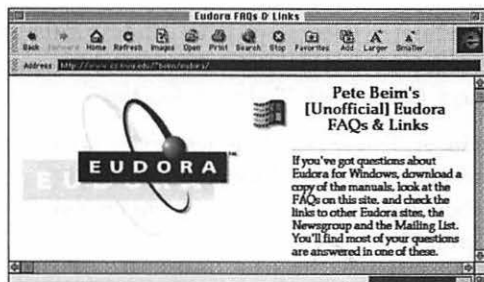 Eudora FAQs & Links
Back Forward Home Refresh Images Open Print Search Stop Favorites Add Larger Smaller
Address:
EUDORA™
Pete Beim's
[Unofficial] Eudora
FAQs & Links
If you've got questions about
Eudora for Windows, download a
copy of the manuals, look at the
FAQs on this site, and check the
links to other Eudora sites, the
Newsgroup and the Mailing List.
You'll find most of your questions
are answered in one of these.